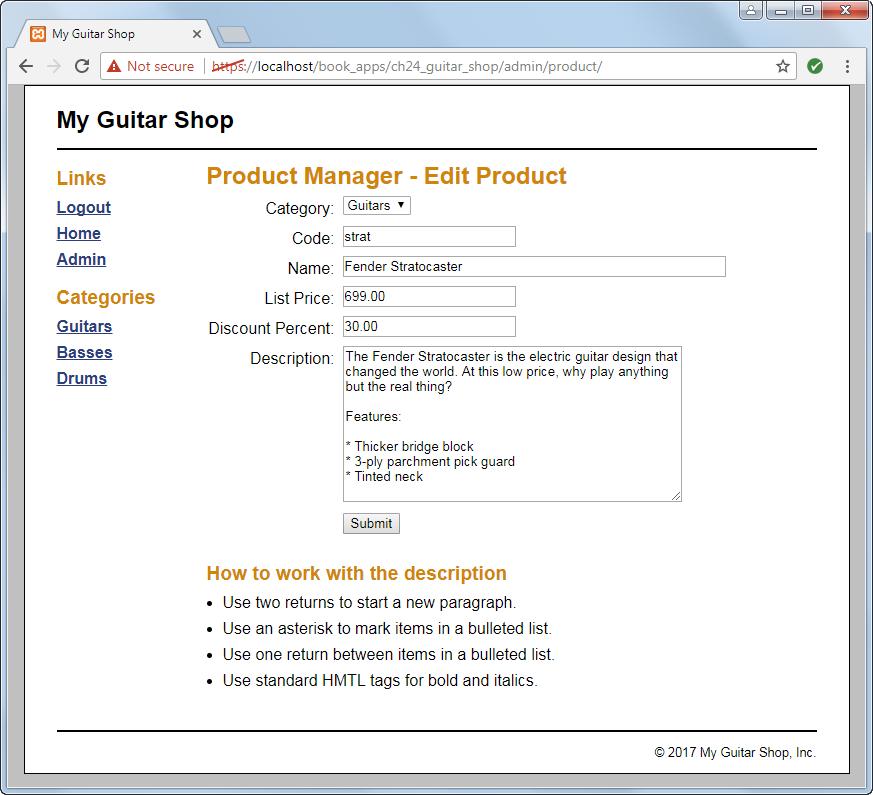 My Guitar Shop
Not secure https://localhost/book_apps/ch24_guitar_shop/admin/product/
My Guitar Shop
Links
Logout
Home
Admin
Categories
Guitars
Basses
Drums
Product Manager - Edit Product
Category: Guitars
Code: strat
Name: Fender Stratocaster
List Price: 699.00
Discount Percent: 30.00
Description: The Fender Stratocaster is the electric guitar design that
changed the world. At this low price, why play anything
but the real thing?
Features:
* Thicker bridge block
* 3-ply parchment pick guard
* Tinted neck
Submit
How to work with the description
• Use two returns to start a new paragraph.
• Use an asterisk to mark items in a bulleted list.
• Use one return between items in a bulleted list.
• Use standard HMTL tags for bold and italics.
© 2017 My Guitar Shop, Inc.